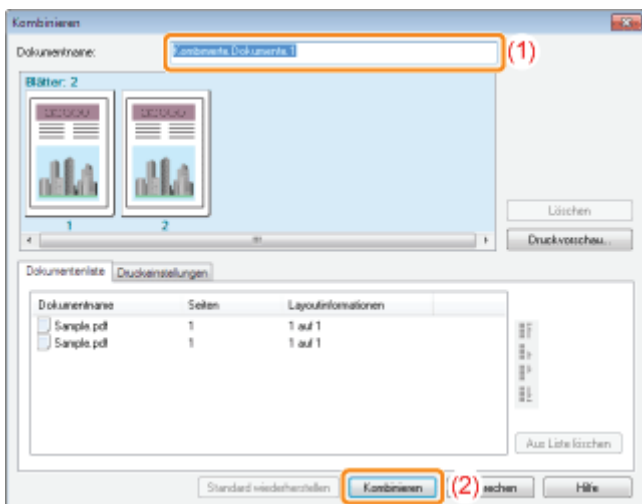 Kombinieren
Dokumentname:
Kombinierte Dokumente 1
(1)
Blätter: 2
1
2
Löschen
Druckvorschau...
Dokumentenliste
Druckeinstellungen
Dokumentname Seiten Layoutinformationen
Sample.pdf 1 1 auf 1
Sample.pdf 1 1 auf 1
Aus Liste löschen
Standard wiederherstellen
Kombinieren
(2)
echen
Hilfe